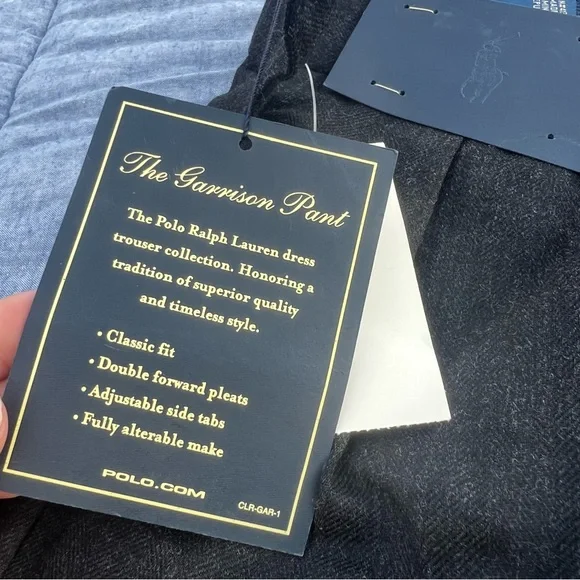 The Garrison Pant
The Polo Ralph Lauren dress
trouser collection. Honoring a
tradition of superior quality
and timeless style.
• Classic fit
• Double forward pleats
• Adjustable side tabs
• Fully alterable make
POLO.COM
CLR-GAR-1